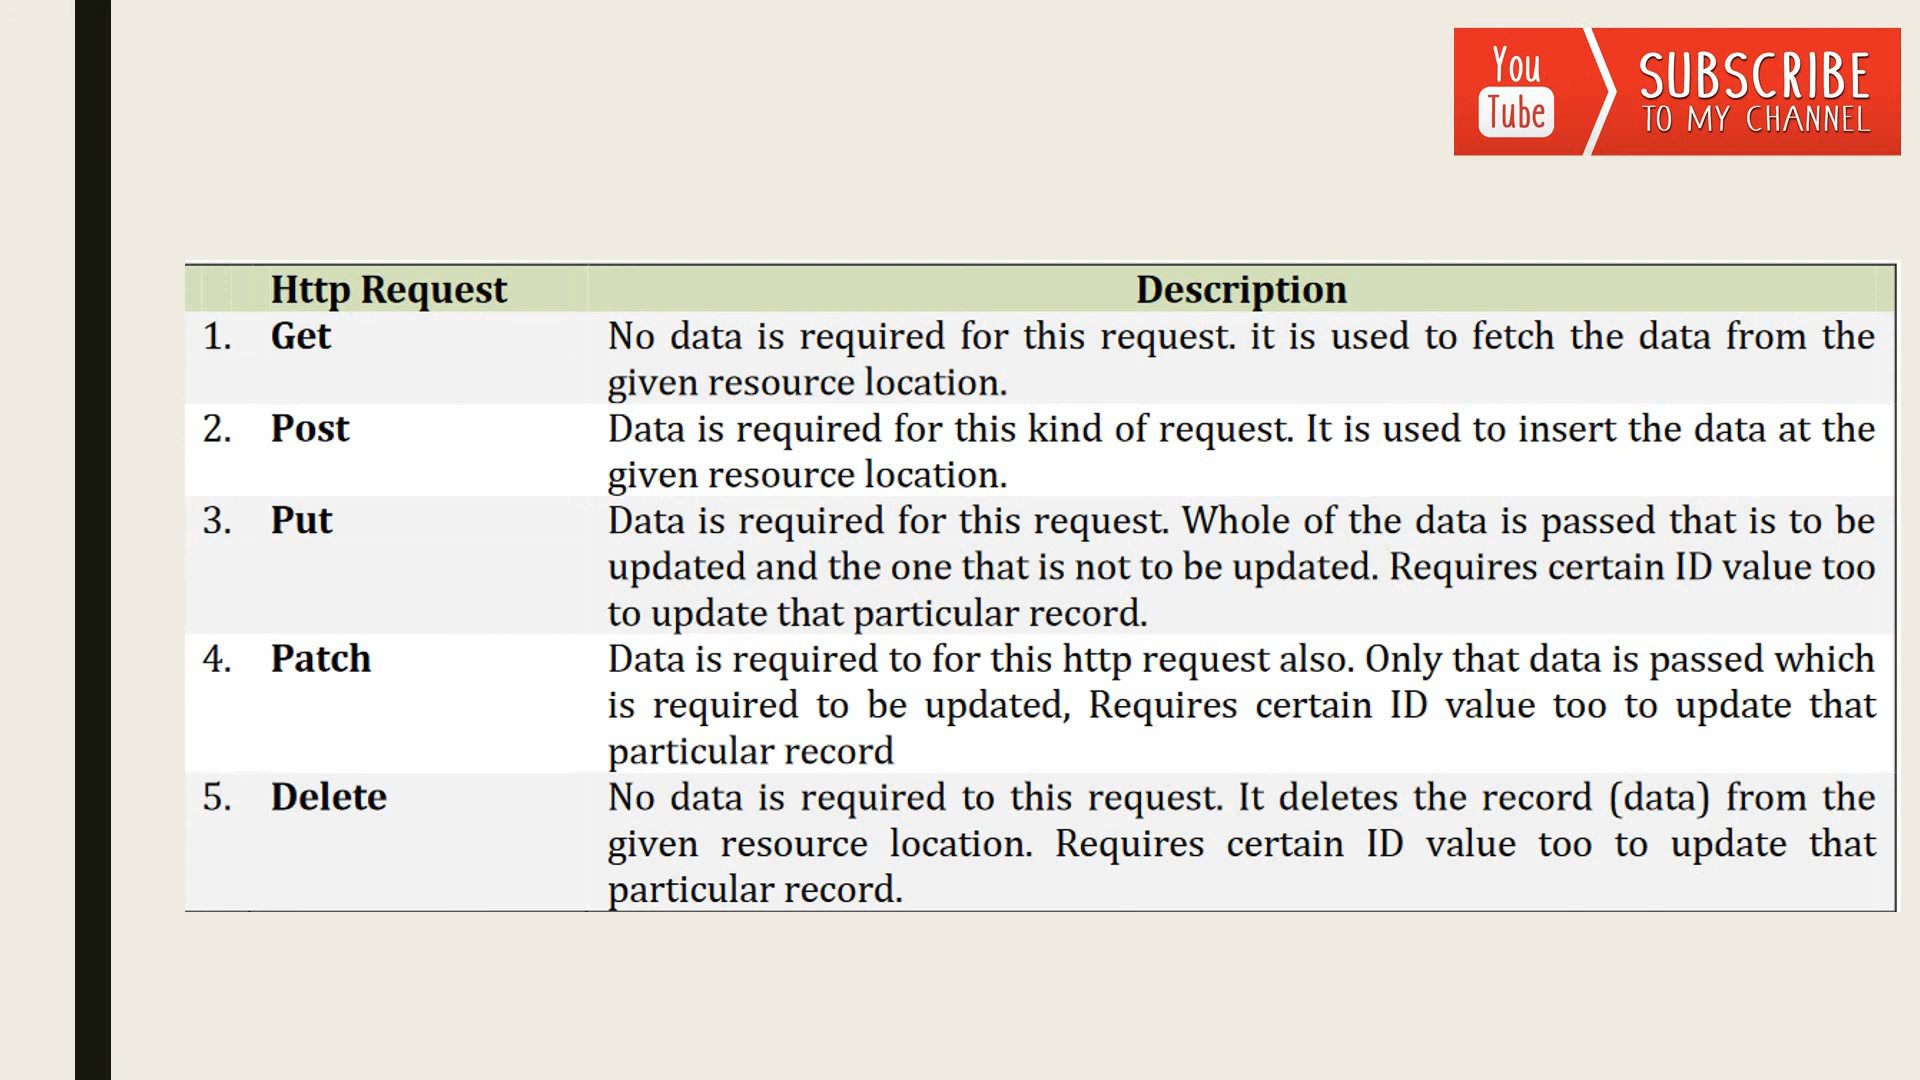 You
Tube
SUBSCRIBE
TO MY CHANNEL
Http Request Description
1. Get No data is required for this request. it is used to fetch the data from the
given resource location.
2. Post Data is required for this kind of request. It is used to insert the data at the
given resource location.
3. Put Data is required for this request. Whole of the data is passed that is to be
updated and the one that is not to be updated. Requires certain ID value too
to update that particular record.
4. Patch Data is required to for this http request also. Only that data is passed which
is required to be updated, Requires certain ID value too to update that
particular record
5. Delete No data is required to this request. It deletes the record (data) from the
given resource location. Requires certain ID value too to update that
particular record.